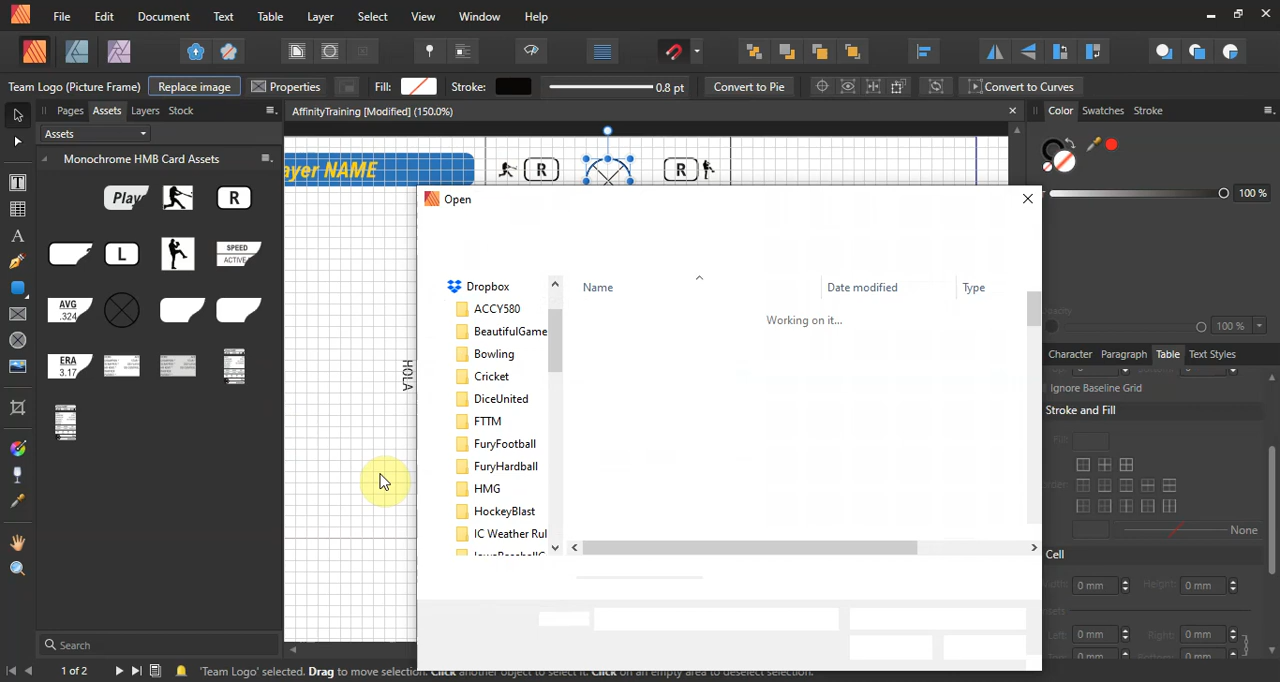 File Edit Document Text Table Layer Select View Window Help
Team Logo (Picture Frame) Replace image Properties Fill: Stroke: 0.8 pt Convert to Pie Convert to Curves
Pages Assets Layers Stock AffinityTraining [Modified] (150.0%) Color Swatches Stroke
Assets
Monochrome HMB Card Assets
ayer NAME R R
100 %
Play R
L SPEED
ACTIVE
AVG
.324
ERA
3.17
HOLA
Open
Name Date modified Type
Working on it...
Dropbox
ACCY580
BeautifulGame
Bowling
Cricket
DiceUnited
FTTM
FuryFootball
FuryHardball
HMG
HockeyBlast
IC Weather Rul
100 %
Character Paragraph Table Text Styles
Ignore Baseline Grid
Stroke and Fill
None
Cell
0 mm Height: 0 mm
Left: 0 mm Right: 0 mm
0 mm 0 mm
Search
1 of 2 'Team Logo' selected. Drag to move selection. Click another object to select it. Click on an empty area to deselect selection.